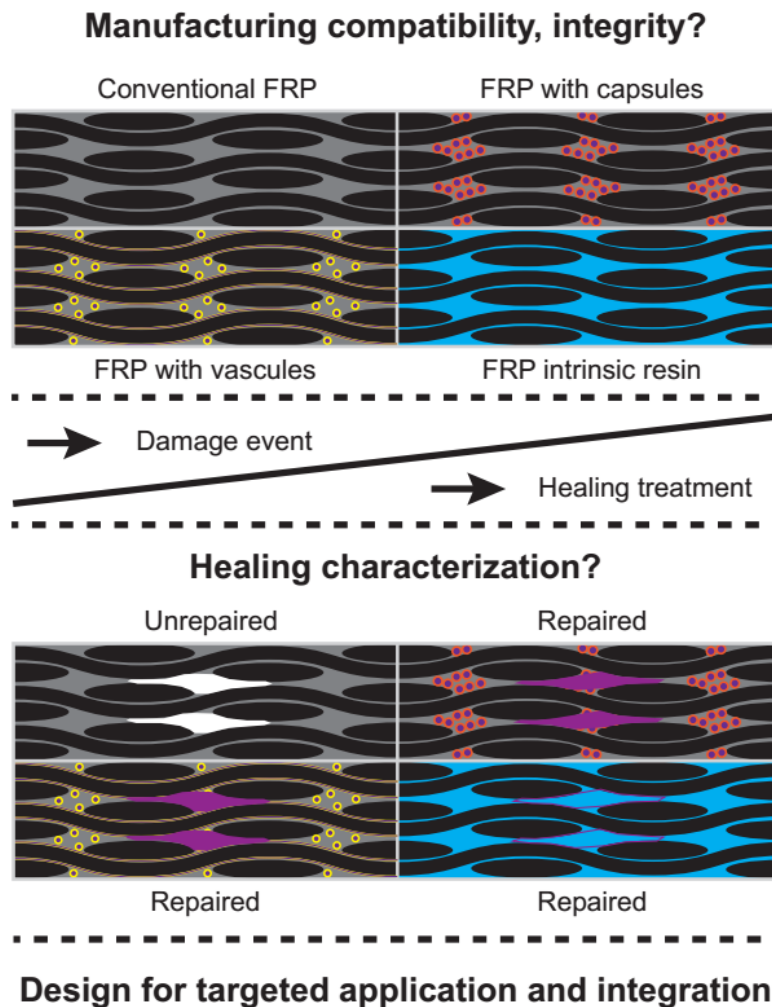 Manufacturing compatibility, integrity?
Conventional FRP
FRP with capsules
FRP with vascules
FRP intrinsic resin
Damage event
Healing treatment
Healing characterization?
Unrepaired
Repaired
Repaired
Repaired
Design for targeted application and integration